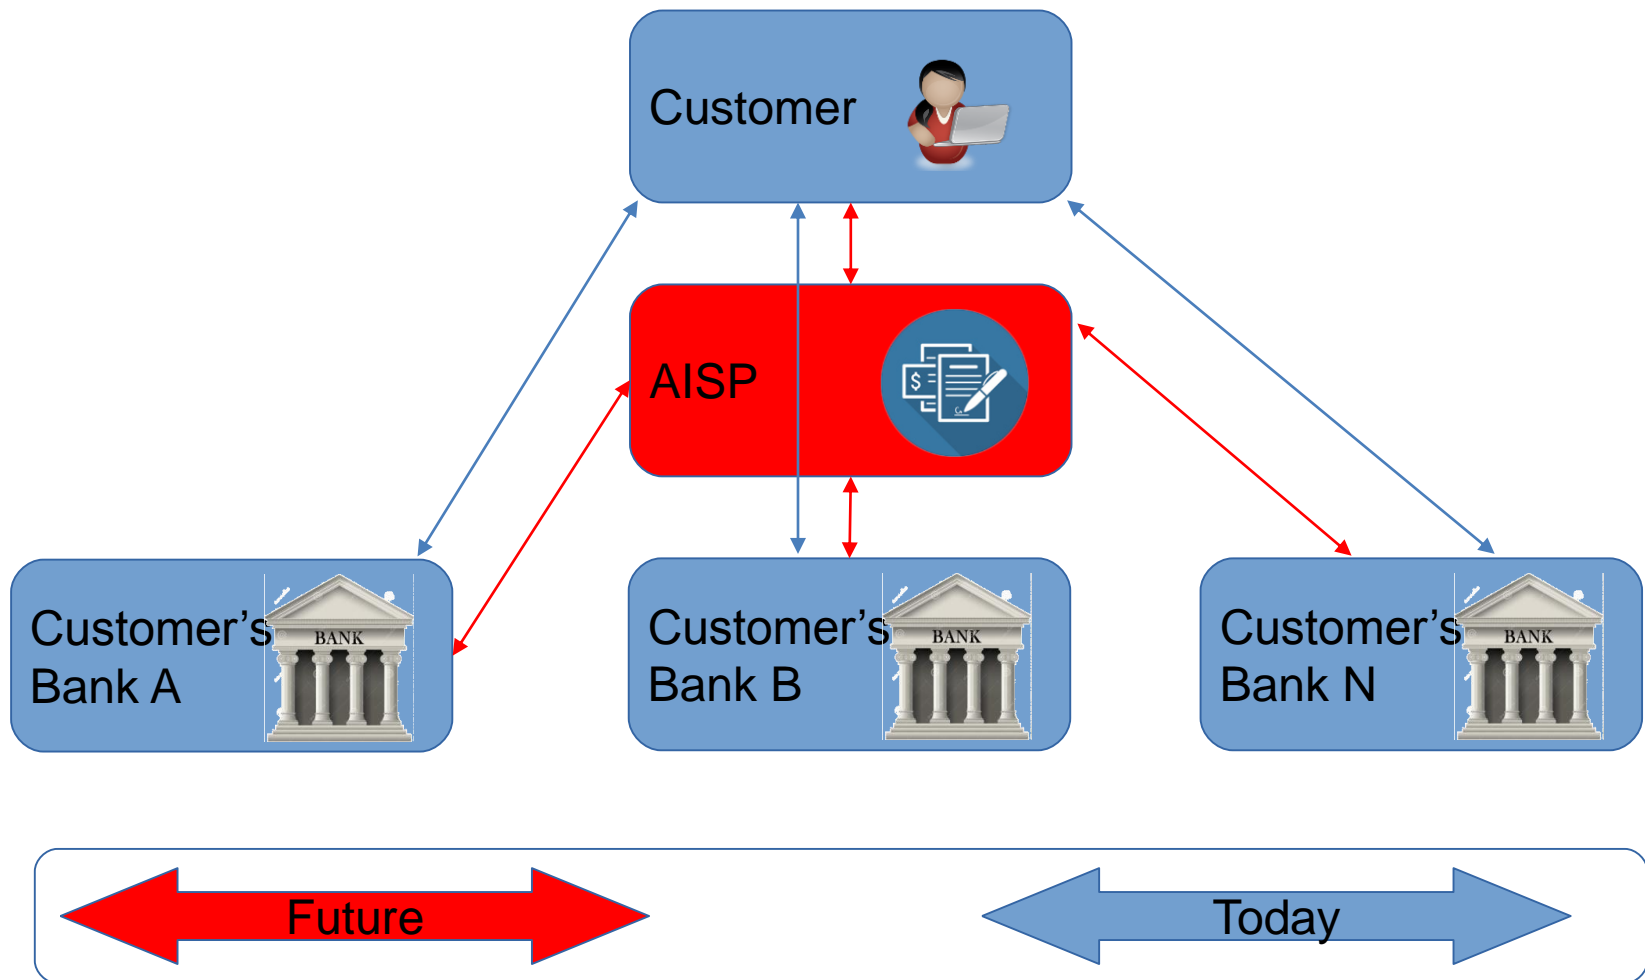 Customer
AISP
$
Customer’s
Bank A
BANK
Customer’s
Bank B
BANK
Customer’s
Bank N
BANK
Future
Today